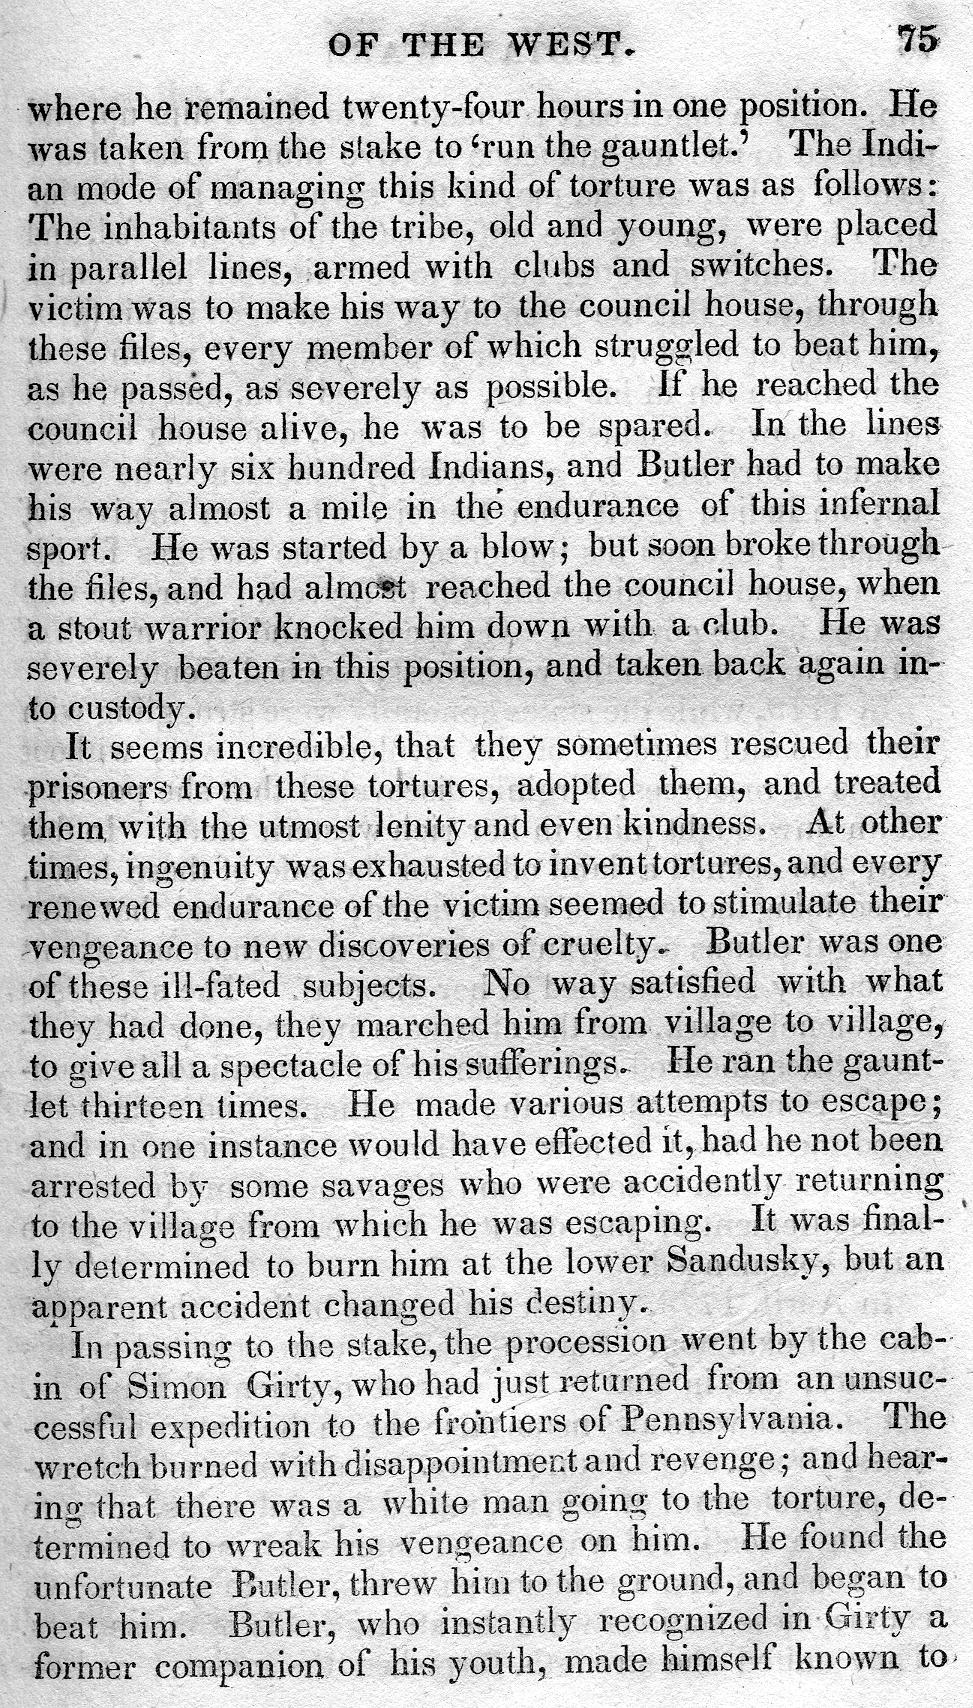 OF THE WEST. 75
where he remained twenty-four hours in one position. He
was taken from the stake to ‘run the gauntlet.’ The Indi-
an mode of managing this kind of torture was as follows:
The inhabitants of the tribe, old and young, were placed
in parallel lines, armed with clubs and switches. The
victim was to make his way to the council house, through
these files, every member of which struggled to beat him,
as he passed, as severely as possible. If he reached the
council house alive, he was to be spared. In the lines
were nearly six hundred Indians, and Butler had to make
his way almost a mile in the endurance of this infernal
sport. He was started by a blow; but soon broke through
the files, and had almost reached the council house, when
a stout warrior knocked him down with a club. He was
severely beaten in this position, and taken back again in-
to custody.
It seems incredible, that they sometimes rescued their
prisoners from these tortures, adopted them, and treated
them with the utmost lenity and even kindness. At other
times, ingenuity was exhausted to invent tortures, and every
renewed endurance of the victim seemed to stimulate their
vengeance to new discoveries of cruelty. Butler was one
of these ill-fated subjects. No way satisfied with what
they had done, they marched him from village to village,
to give all a spectacle of his sufferings. He ran the gaunt-
let thirteen times. He made various attempts to escape;
and in one instance would have effected it, had he not been
arrested by some savages who were accidently returning
to the village from which he was escaping. It was final-
ly determined to burn him at the lower Sandusky, but an
apparent accident changed his destiny.
In passing to the stake, the procession went by the cab-
in of Simon Girty, who had just returned from an unsuc-
cessful expedition to the frontiers of Pennsylvania. The
wretch burned with disappointment and revenge; and hear-
ing that there was a white man going to the torture, de-
termined to wreak his vengeance on him. He found the
unfortunate Butler, threw him to the ground, and began to
beat him. Butler, who instantly recognized in Girty a
former companion of his youth, made himself known to